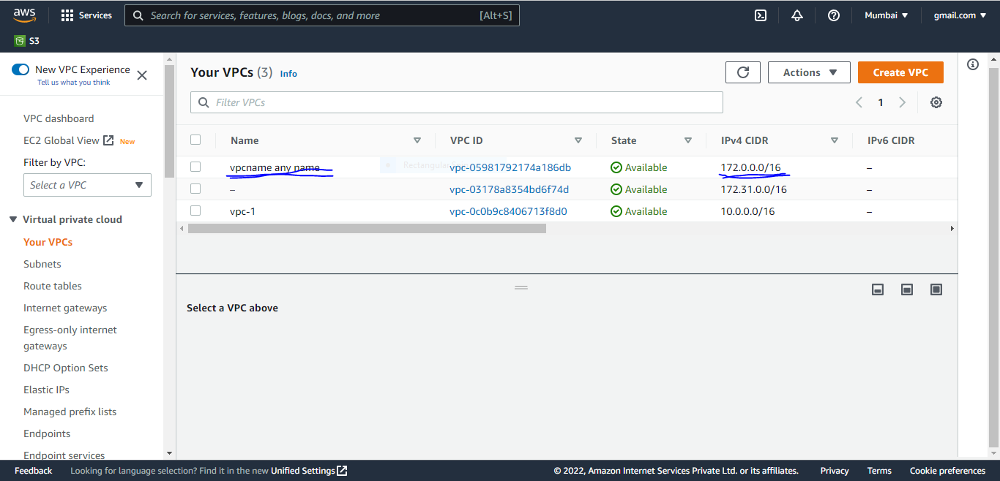 aws
Services
Search for services, features, blogs, docs, and more [Alt+S]
Mumbai
gmail.com
S3
New VPC Experience
Tell us what you think
VPC dashboard
EC2 Global View New
Filter by VPC:
Select a VPC
Virtual private cloud
Your VPCs
Subnets
Route tables
Internet gateways
Egress-only internet
gateways
DHCP Option Sets
Elastic IPs
Managed prefix lists
Endpoints
Endpoint services
Your VPCs (3) Info
Actions
Create VPC
Filter VPCs
1
Name VPC ID State IPv4 CIDR IPv6 CIDR
vpcname any name vpc-05981792174a186db Available 172.0.0.0/16 –
– vpc-03178a8354bd6f74d Available 172.31.0.0/16 –
vpc-1 vpc-0c0b9c8406713f8d0 Available 10.0.0.0/16 –
Select a VPC above
Feedback Looking for language selection? Find it in the new Unified Settings © 2022, Amazon Internet Services Private Ltd. or its affiliates. Privacy Terms Cookie preferences